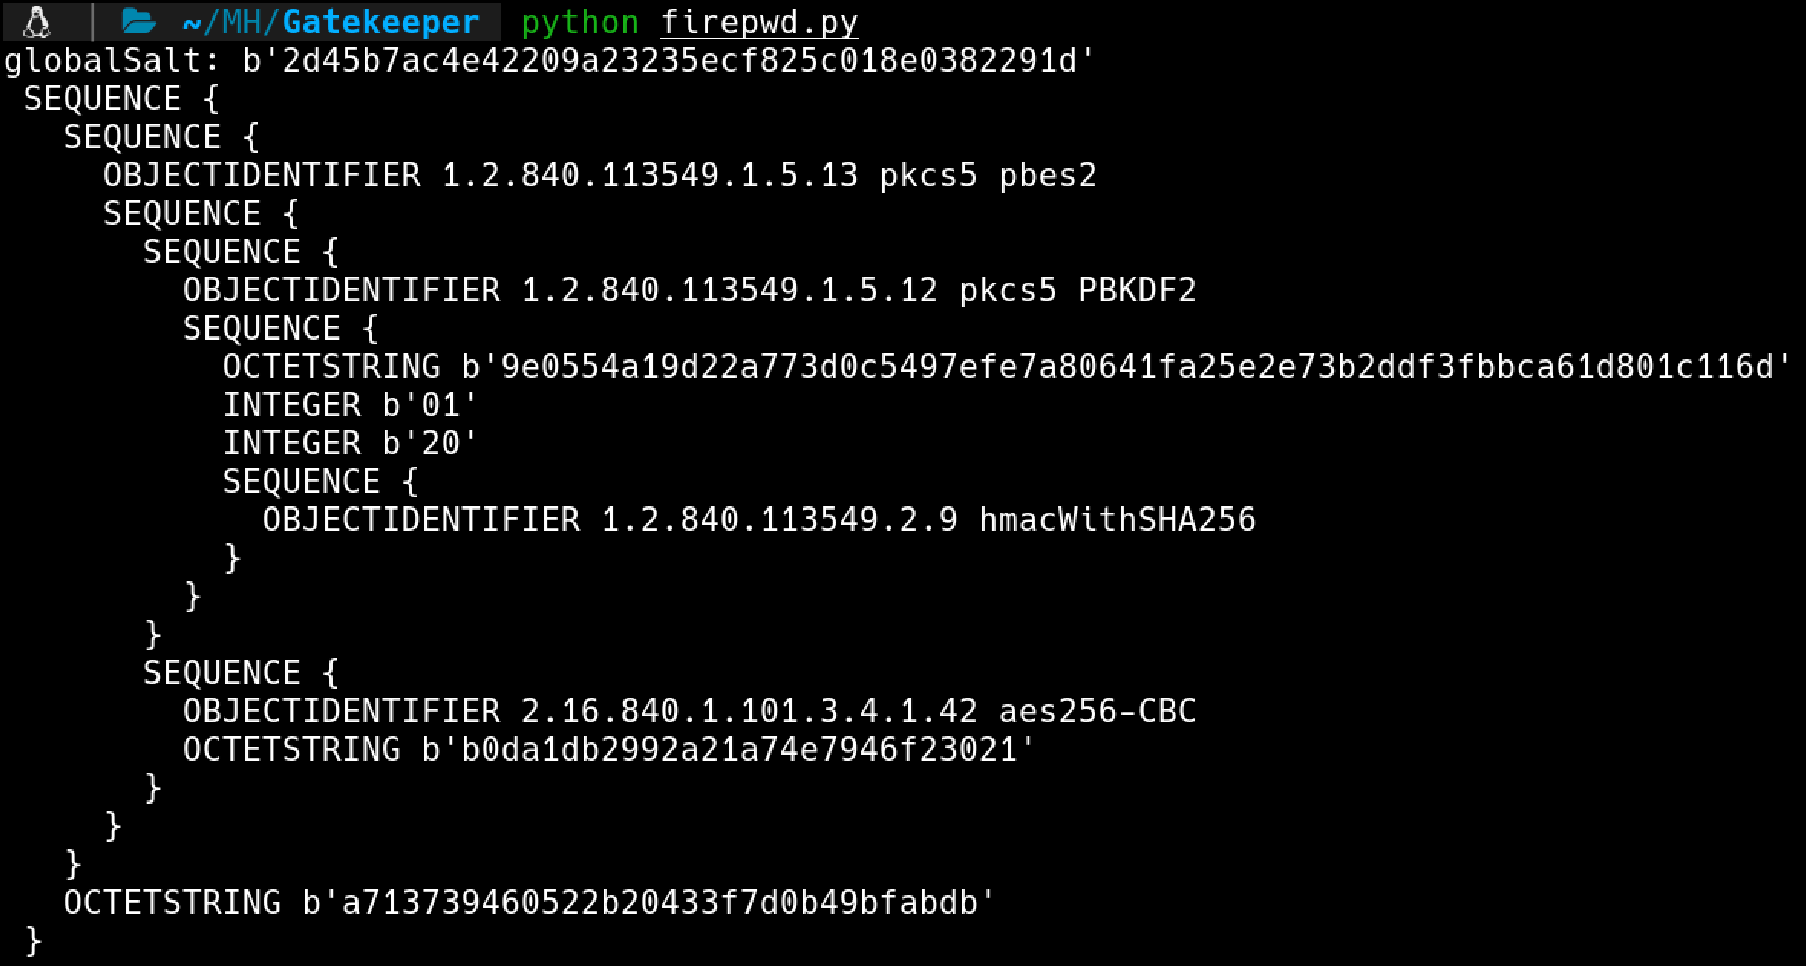 ~/MH/Gatekeeper python firepwd.py
globalSalt: b'2d45b7ac4e42209a23235ecf825c018e0382291d'
SEQUENCE {
SEQUENCE {
OBJECTIDENTIFIER 1.2.840.113549.1.5.13 pkcs5 pbes2
SEQUENCE {
SEQUENCE {
OBJECTIDENTIFIER 1.2.840.113549.1.5.12 pkcs5 PBKDF2
SEQUENCE {
OCTETSTRING b'9e0554a19d22a773d0c5497efe7a80641fa25e2e73b2ddf3fbbca61d801c116d'
INTEGER b'01'
INTEGER b'20'
SEQUENCE {
OBJECTIDENTIFIER 1.2.840.113549.2.9 hmacWithSHA256
}
}
}
SEQUENCE {
OBJECTIDENTIFIER 2.16.840.1.101.3.4.1.42 aes256-CBC
OCTETSTRING b'b0da1db2992a21a74e7946f23021'
}
}
}
OCTETSTRING b'a713739460522b20433f7d0b49bfabdb'
}